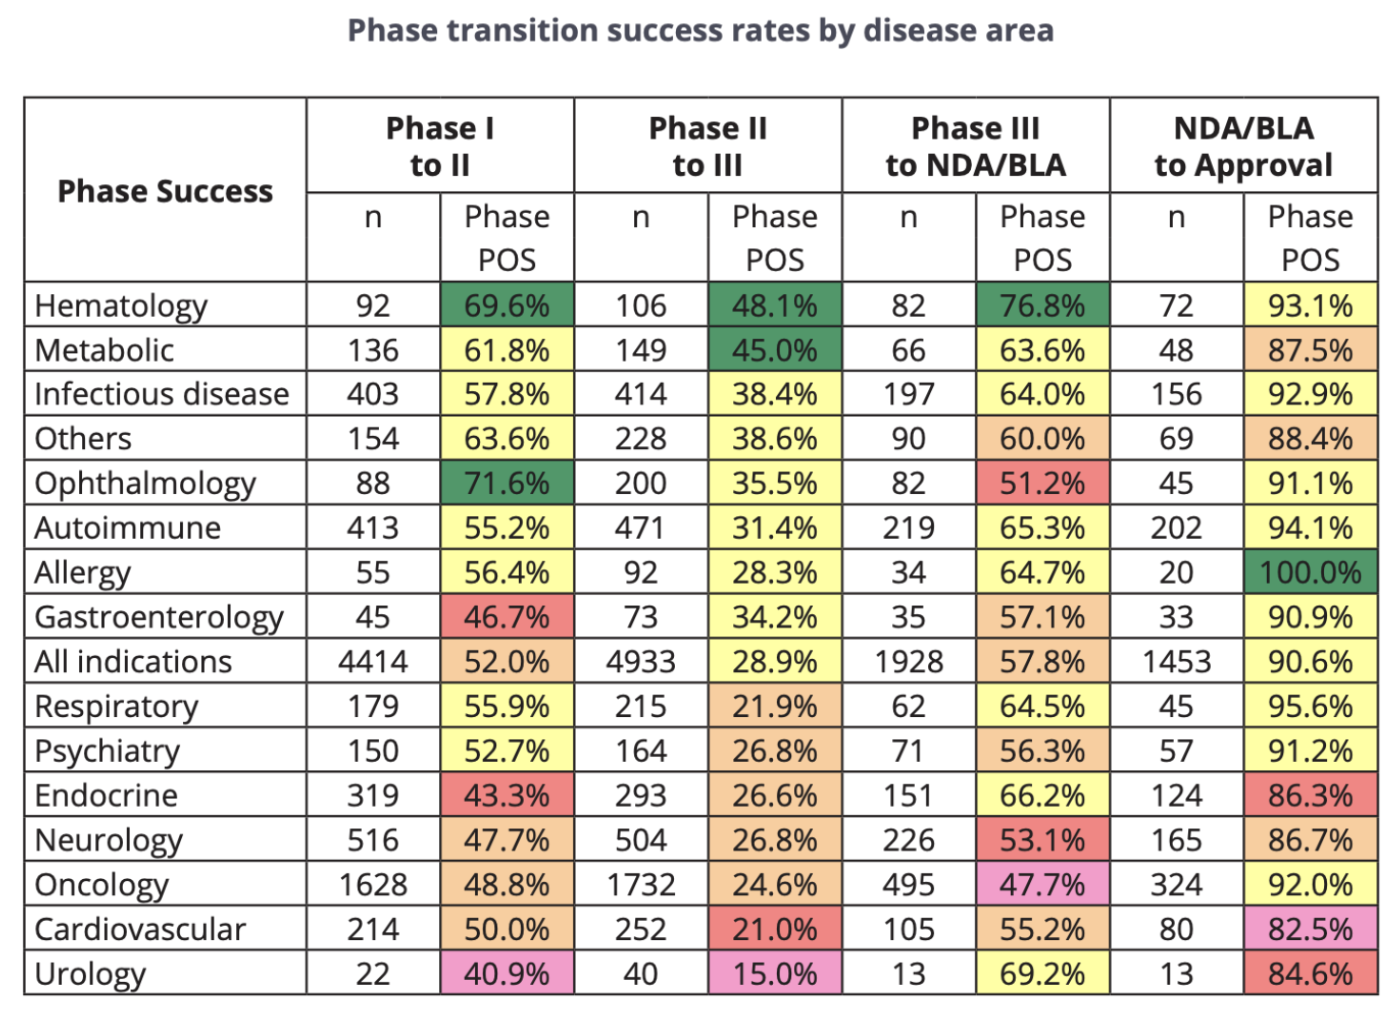 Phase transition success rates by disease area
Phase Success
Phase I
to II
Phase II
to III
Phase III
to NDA/BLA
NDA/BLA
to Approval
n Phase POS n Phase POS n Phase POS n Phase POS
Hematology 92 69.6% 106 48.1% 82 76.8% 72 93.1%
Metabolic 136 61.8% 149 45.0% 66 63.6% 48 87.5%
Infectious disease 403 57.8% 414 38.4% 197 64.0% 156 92.9%
Others 154 63.6% 228 38.6% 90 60.0% 69 88.4%
Ophthalmology 88 71.6% 200 35.5% 82 51.2% 45 91.1%
Autoimmune 413 55.2% 471 31.4% 219 65.3% 202 94.1%
Allergy 55 56.4% 92 28.3% 34 64.7% 20 100.0%
Gastroenterology 45 46.7% 73 34.2% 35 57.1% 33 90.9%
All indications 4414 52.0% 4933 28.9% 1928 57.8% 1453 90.6%
Respiratory 179 55.9% 215 21.9% 62 64.5% 45 95.6%
Psychiatry 150 52.7% 164 26.8% 71 56.3% 57 91.2%
Endocrine 319 43.3% 293 26.6% 151 66.2% 124 86.3%
Neurology 516 47.7% 504 26.8% 226 53.1% 165 86.7%
Oncology 1628 48.8% 1732 24.6% 495 47.7% 324 92.0%
Cardiovascular 214 50.0% 252 21.0% 105 55.2% 80 82.5%
Urology 22 40.9% 40 15.0% 13 69.2% 13 84.6%